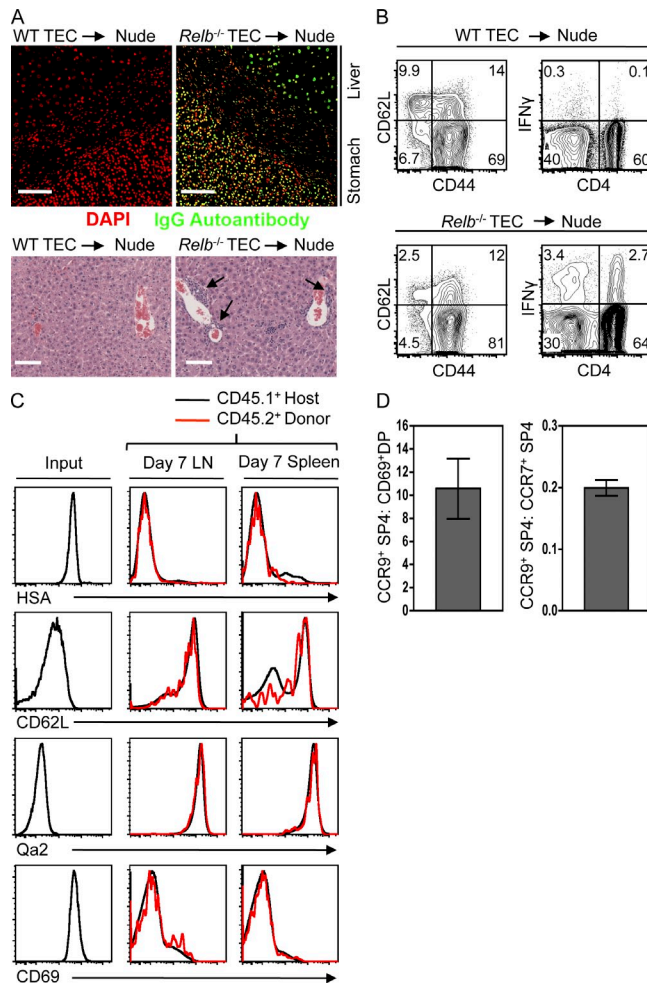 A
WT TEC → Nude
Relb-/- TEC → Nude
Liver
Stomach
DAPI IgG Autoantibody
WT TEC → Nude
Relb-/- TEC → Nude
B
WT TEC → Nude
9.9 14
6.7 69
CD62L
CD44
0.3 0.1
40 60
IFNγ
CD4
Relb-/- TEC → Nude
2.5 12
4.5 81
CD62L
CD44
3.4 2.7
30 64
IFNγ
CD4
C
CD45.1+ Host
CD45.2+ Donor
Input
Day 7 LN
Day 7 Spleen
HSA
CD62L
Qa2
CD69
D
CCR9+ SP4: CD69+DP
16
14
12
10
8
6
4
2
0
CCR9+ SP4: CCR7+ SP4
0.3
0.2
0.1
0.0